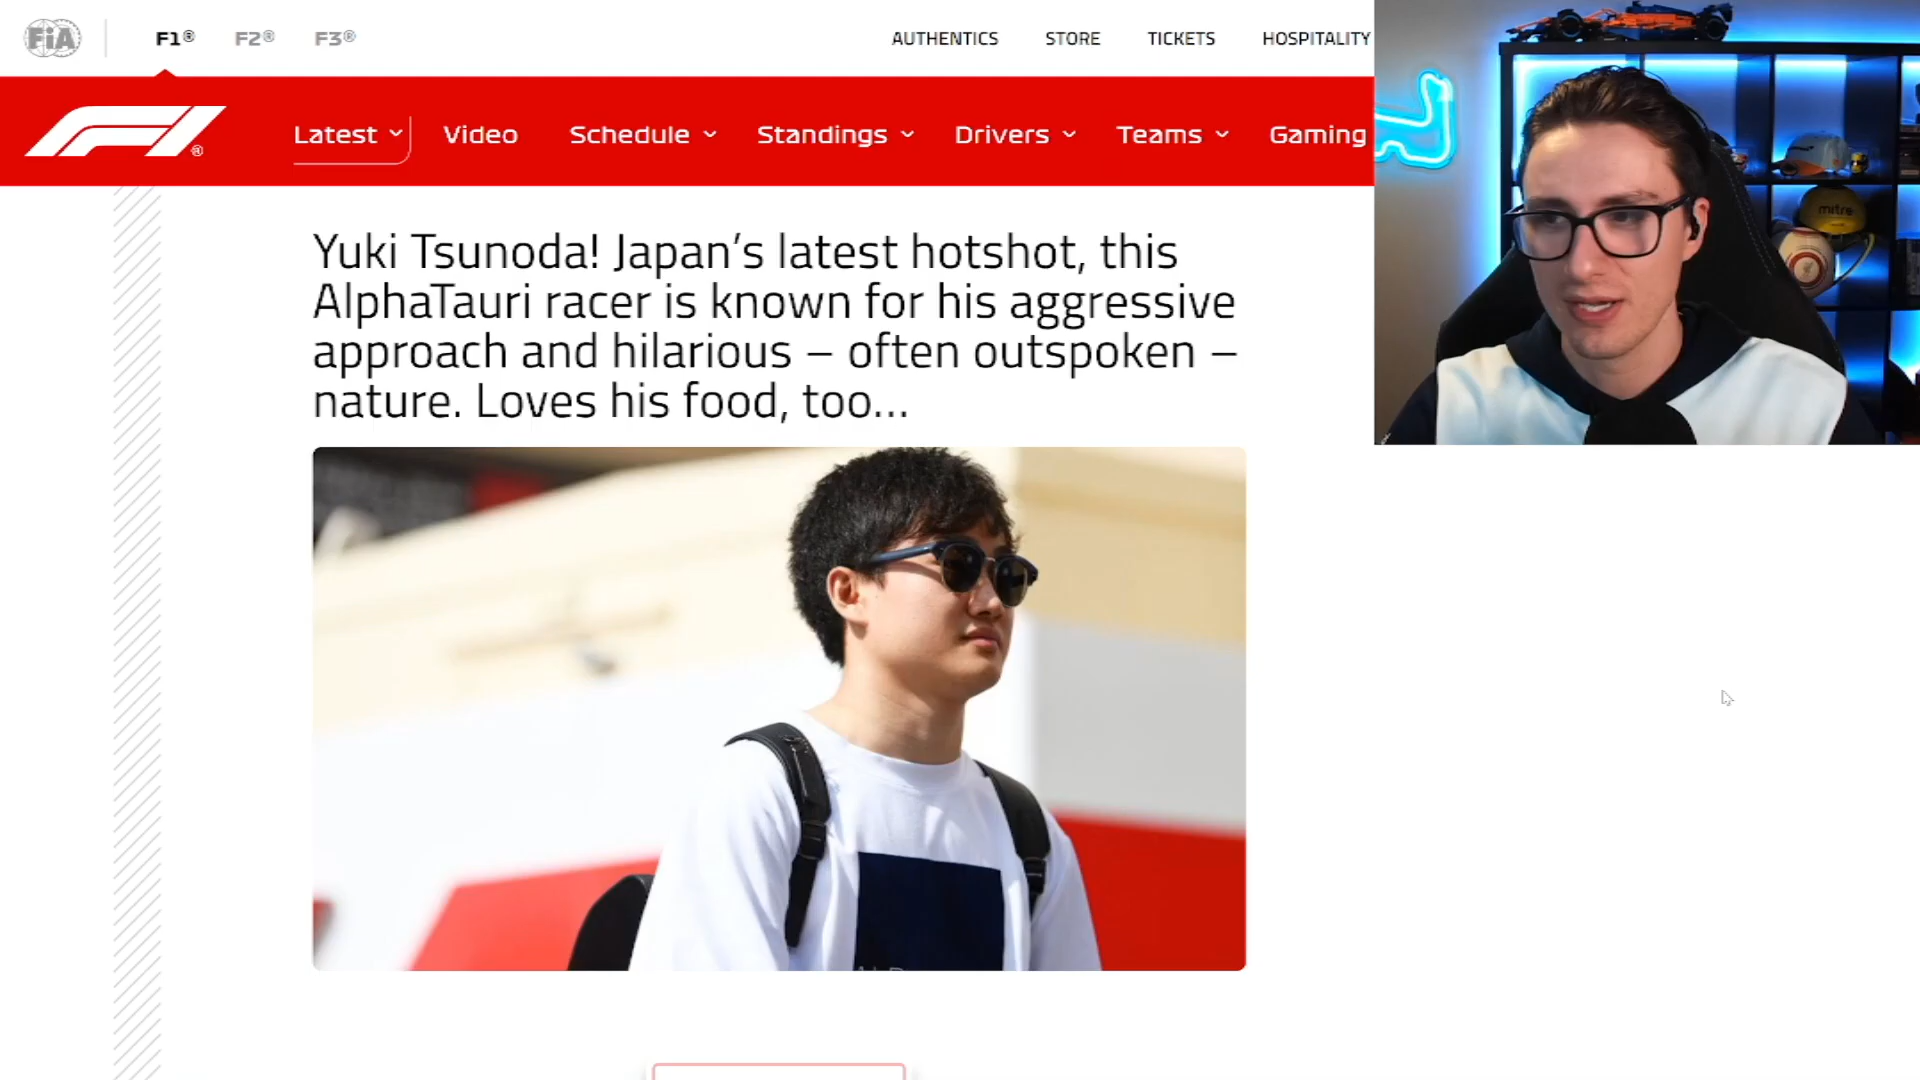 FiA
F1® F2® F3®
AUTHENTICS STORE TICKETS HOSPITALITY
F1®
Latest Video Schedule Standings Drivers Teams Gaming
Yuki Tsunoda! Japan’s latest hotshot, this
AlphaTauri racer is known for his aggressive
approach and hilarious – often outspoken –
nature. Loves his food, too...
mitre